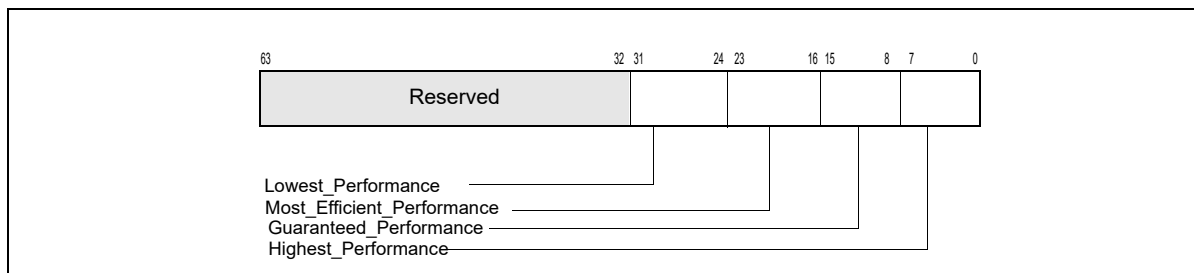 63 32 31 24 23 16 15 8 7 0
Reserved
Lowest_Performance
Most_Efficient_Performance
Guaranteed_Performance
Highest_Performance